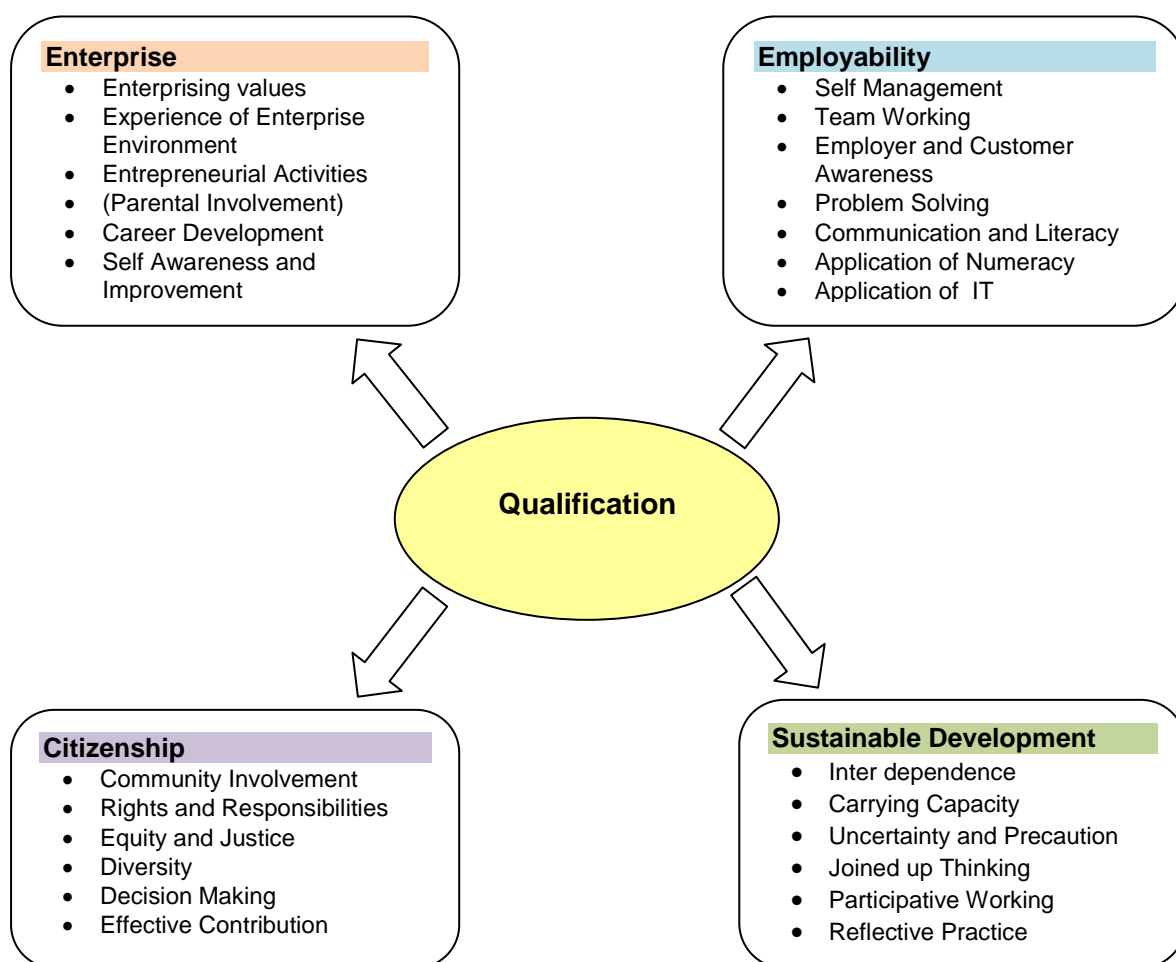 Enterprise
• Enterprising values
• Experience of Enterprise
Environment
• Entrepreneurial Activities
• (Parental Involvement)
• Career Development
• Self Awareness and
Improvement
Employability
• Self Management
• Team Working
• Employer and Customer
Awareness
• Problem Solving
• Communication and Literacy
• Application of Numeracy
• Application of IT
Qualification
Citizenship
• Community Involvement
• Rights and Responsibilities
• Equity and Justice
• Diversity
• Decision Making
• Effective Contribution
Sustainable Development
• Inter dependence
• Carrying Capacity
• Uncertainty and Precaution
• Joined up Thinking
• Participative Working
• Reflective Practice